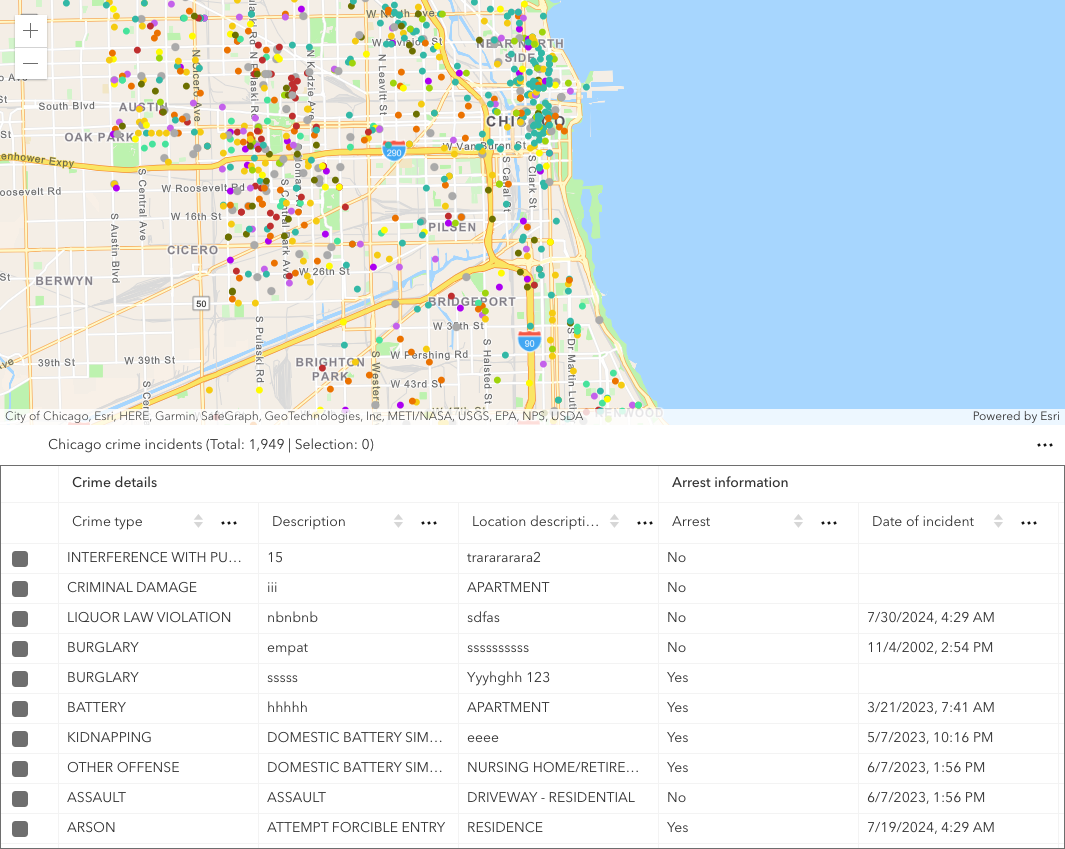 W North Ave
W Division St
NEAR NORTH SIDE
N Cicero Ave
N Pulaski Rd
N Kedzie Ave
N Leavitt St
South Blvd
AUSTIN
OAK PARK
CHICAGO
290
W Van Buren St
enhower Expy
oosevelt Rd
W Roosevelt Rd
S Central Ave
S Canal St
S Clark St
W 16th St
S Austin Blvd
S Central Park Ave
PILSEN
CICERO
W 26th St
BERWYN
50
BRIDGEPORT
90
39th St
W 39th St
S Pulaski Rd
BRIGHTON PARK
W Pershing Rd
S Western
S Halsted St
S Dr Martin Luth
W 43rd St
KENWOOD
City of Chicago, Esri, HERE, Garmin, SafeGraph, GeoTechnologies, Inc, METI/NASA, USGS, EPA, NPS, USDA
Powered by Esri
Chicago crime incidents (Total: 1,949 | Selection: 0)
Crime details Arrest information
Crime type Description Location descripti… Arrest Date of incident
INTERFERENCE WITH PU… 15 trarararara2 No
CRIMINAL DAMAGE iii APARTMENT No
LIQUOR LAW VIOLATION nbnbnb sdfas No 7/30/2024, 4:29 AM
BURGLARY empat ssssssssss No 11/4/2002, 2:54 PM
BURGLARY sssss Yyyhghh 123 Yes
BATTERY hhhhh APARTMENT Yes 3/21/2023, 7:41 AM
KIDNAPPING DOMESTIC BATTERY SIM… eeee Yes 5/7/2023, 10:16 PM
OTHER OFFENSE DOMESTIC BATTERY SIM… NURSING HOME/RETIRE… Yes 6/7/2023, 1:56 PM
ASSAULT ASSAULT DRIVEWAY - RESIDENTIAL No 6/7/2023, 1:56 PM
ARSON ATTEMPT FORCIBLE ENTRY RESIDENCE Yes 7/19/2024, 4:29 AM